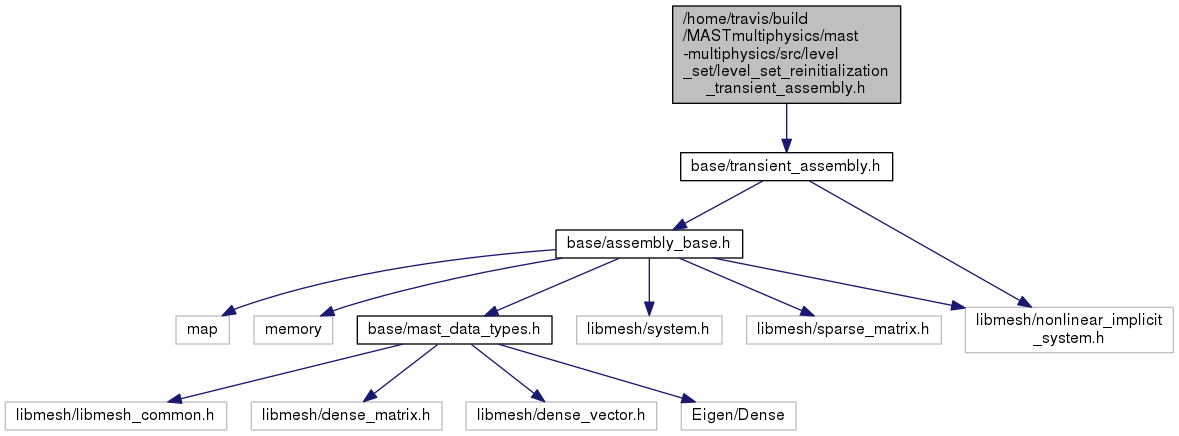 /home/travis/build
/MASTmultiphysics/mast
-multiphysics/src/level
_set/level_set_reinitialization
_transient_assembly.h
base/transient_assembly.h
base/assembly_base.h
map
memory
base/mast_data_types.h
libmesh/system.h
libmesh/sparse_matrix.h
libmesh/nonlinear_implicit
_system.h
libmesh/libmesh_common.h
libmesh/dense_matrix.h
libmesh/dense_vector.h
Eigen/Dense